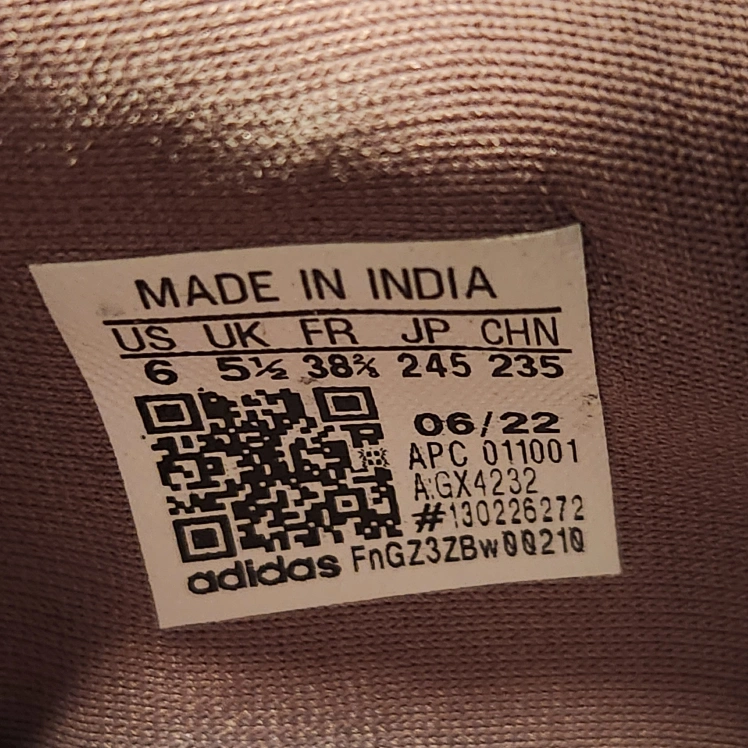 MADE IN INDIA
US UK FR JP CHN
6 5½ 38⅔ 245 235
06/22
APC 011001
A:GX4232
#130226272
adidas FnGZ3ZBw00210